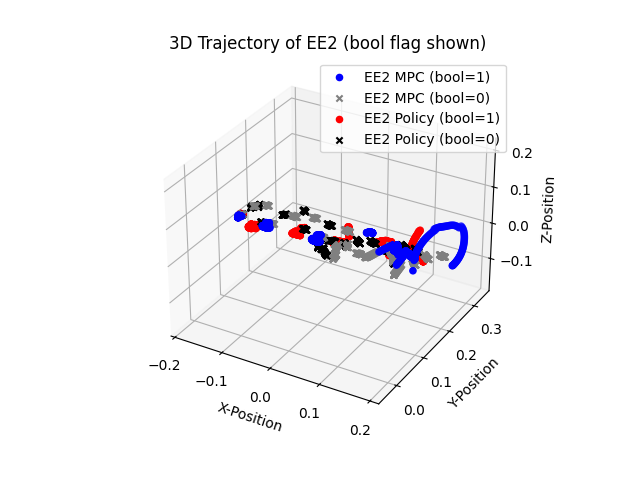 3D Trajectory of EE2 (bool flag shown)
EE2 MPC (bool=1)
EE2 MPC (bool=0)
EE2 Policy (bool=1)
EE2 Policy (bool=0)
0.2
0.1
0.0
−0.1
Z-Position
−0.2
−0.1
0.0
0.1
0.2
X-Position
0.0
0.1
0.2
0.3
Y-Position